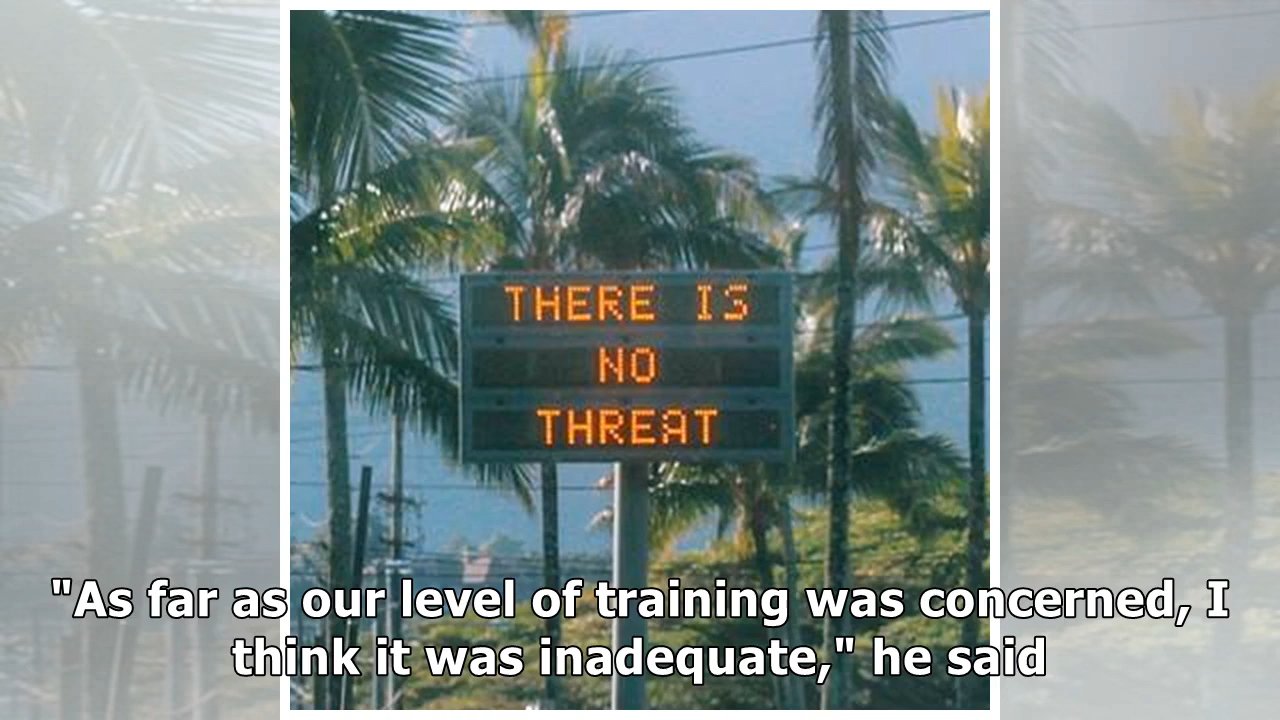 THERE IS
NO
THREAT
"As far as our level of training was concerned, I
think it was inadequate," he said